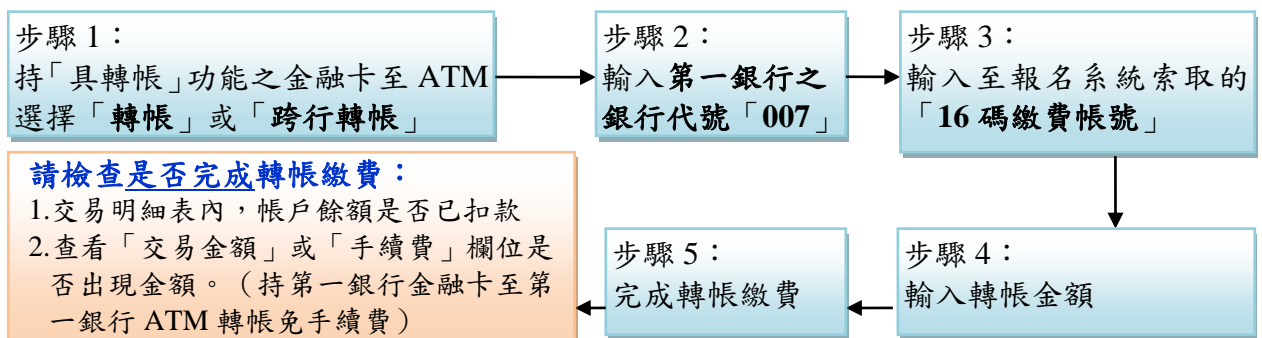 步驟 1：
持「具轉帳」功能之金融卡至 ATM
選擇「轉帳」或「跨行轉帳」
步驟 2：
輸入第一銀行之
銀行代號「007」
步驟 3：
輸入至報名系統索取的
「16 碼繳費帳號」
步驟 4：
輸入轉帳金額
步驟 5：
完成轉帳繳費
請檢查是否完成轉帳繳費：
1.交易明細表內，帳戶餘額是否已扣款
2.查看「交易金額」或「手續費」欄位是
否出現金額。（持第一銀行金融卡至第
一銀行 ATM 轉帳免手續費）